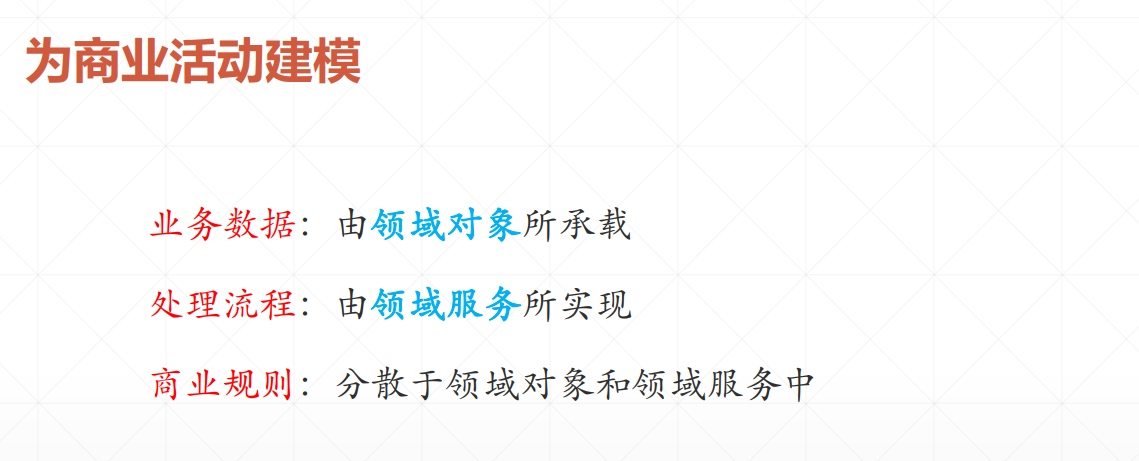 为商业活动建模
业务数据：由领域对象所承载
处理流程：由领域服务所实现
商业规则：分散于领域对象和领域服务中